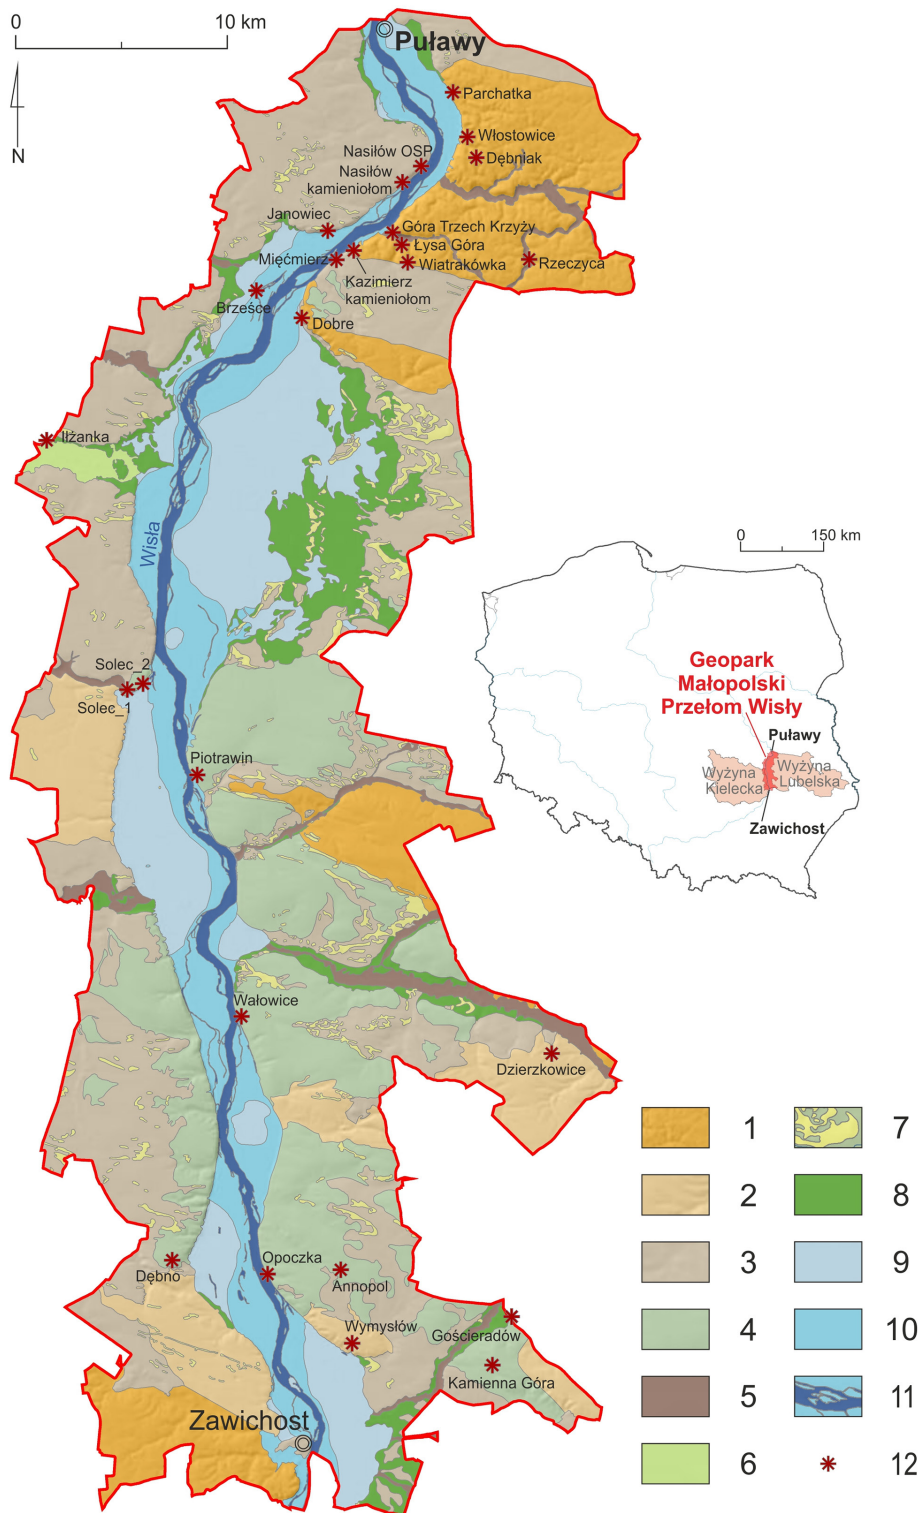 0 10 km
N
Puławy
Parchatka
Włostowice
Dębniak
Nasiłów OSP
Nasiłów
kamieniołom
Janowiec
Góra Trzech Krzyży
Łysa Góra
Mięćmierz
Wiatrakówka
Rzeczyca
Kazimierz
kamieniołom
Brześce
Dobre
Iłżanka
Wisła
0 150 km
Geopark
Małopolski
Przełom Wisły
Puławy
Wyżyna
Kielecka
Wyżyna
Lubelska
Zawichost
Solec_2
Solec_1
Piotrawin
Wałowice
Dzierzkowice
Opoczka
Dębno
Annopol
Wymysłów
Gościeradów
Kamienna Góra
Zawichost
1
2
3
4
5
6
7
8
9
10
11
12